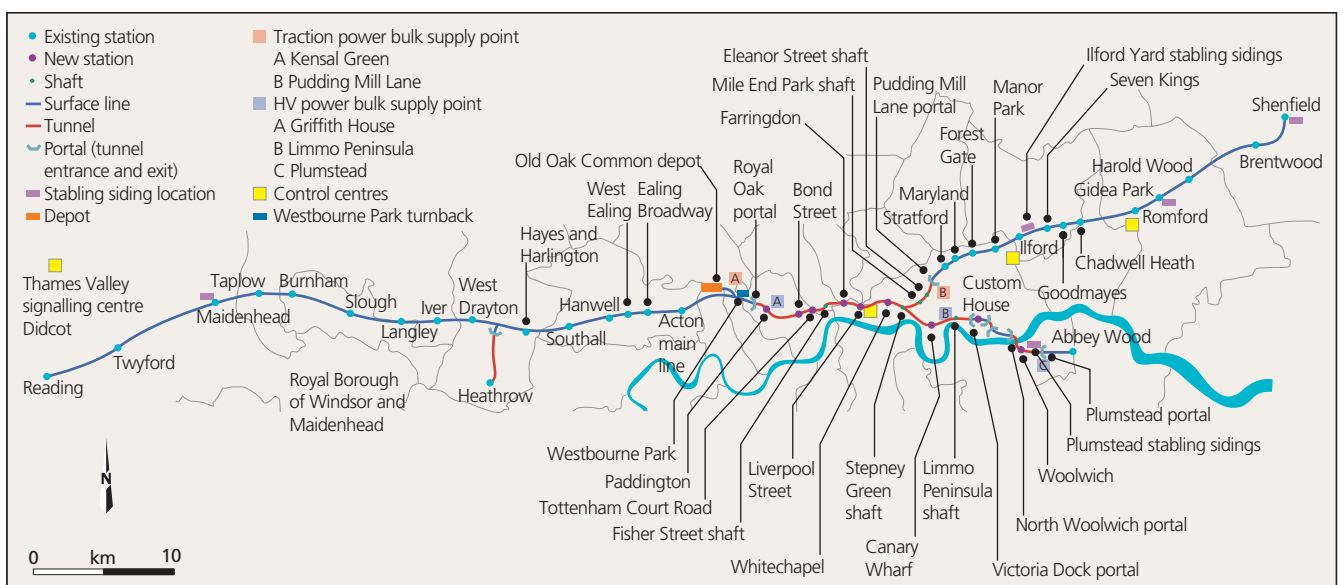 Existing station
New station
Shaft
Surface line
Tunnel
Portal (tunnel
entrance and exit)
Stabling siding location
Depot
Traction power bulk supply point
A Kensal Green
B Pudding Mill Lane
HV power bulk supply point
A Griffith House
B Limmo Peninsula
C Plumstead
Control centres
Westbourne Park turnback
Thames Valley
signalling centre
Didcot
Reading
Twyford
Taplow
Maidenhead
Burnham
Slough
Langley
Iver
West
Drayton
Royal Borough
of Windsor and
Maidenhead
Heathrow
Hayes and
Harlington
Southall
Hanwell
West
Ealing
Ealing
Broadway
Acton
main
line
Old Oak Common depot
A
Royal
Oak
portal
A
Bond
Street
Farringdon
Mile End Park shaft
Eleanor Street shaft
Pudding Mill
Lane portal
Stratford
Maryland
Forest
Gate
Manor
Park
Ilford Yard stabling sidings
Seven Kings
Ilford
Goodmayes
Chadwell Heath
Romford
Gidea Park
Harold Wood
Brentwood
Shenfield
B
B
Custom
House
Abbey Wood
C
Plumstead portal
Plumstead stabling sidings
Woolwich
North Woolwich portal
Victoria Dock portal
Limmo
Peninsula
shaft
Canary
Wharf
Stepney
Green
shaft
Whitechapel
Liverpool
Street
Fisher Street shaft
Tottenham Court Road
Paddington
Westbourne Park
N
0 km 10